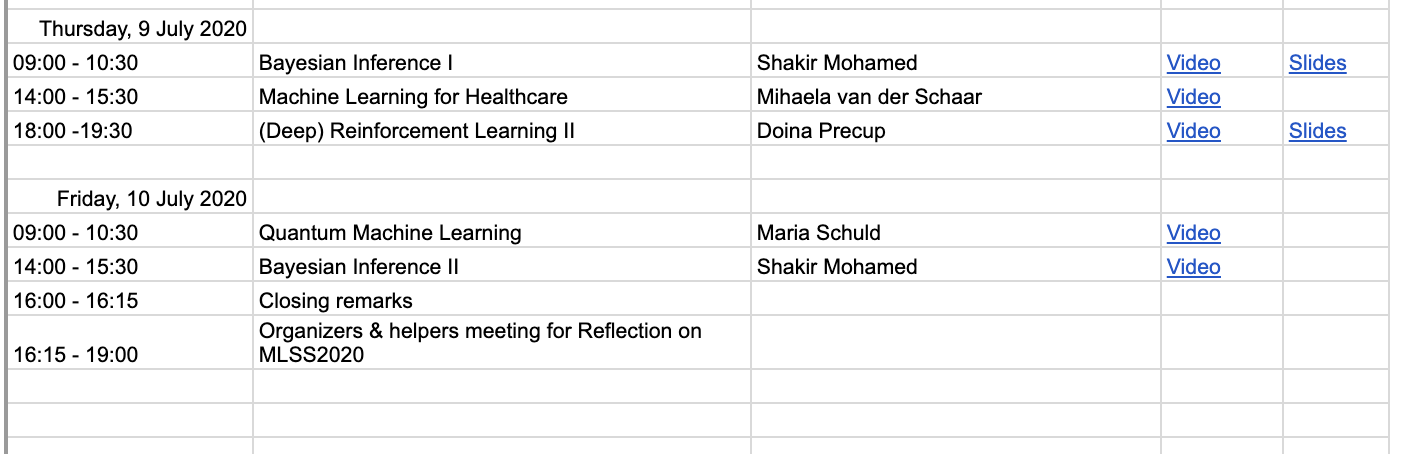 Thursday, 9 July 2020
09:00 - 10:30 Bayesian Inference I Shakir Mohamed Video Slides
14:00 - 15:30 Machine Learning for Healthcare Mihaela van der Schaar Video
18:00 -19:30 (Deep) Reinforcement Learning II Doina Precup Video Slides
Friday, 10 July 2020
09:00 - 10:30 Quantum Machine Learning Maria Schuld Video
14:00 - 15:30 Bayesian Inference II Shakir Mohamed Video
16:00 - 16:15 Closing remarks
Organizers & helpers meeting for Reflection on
16:15 - 19:00 MLSS2020